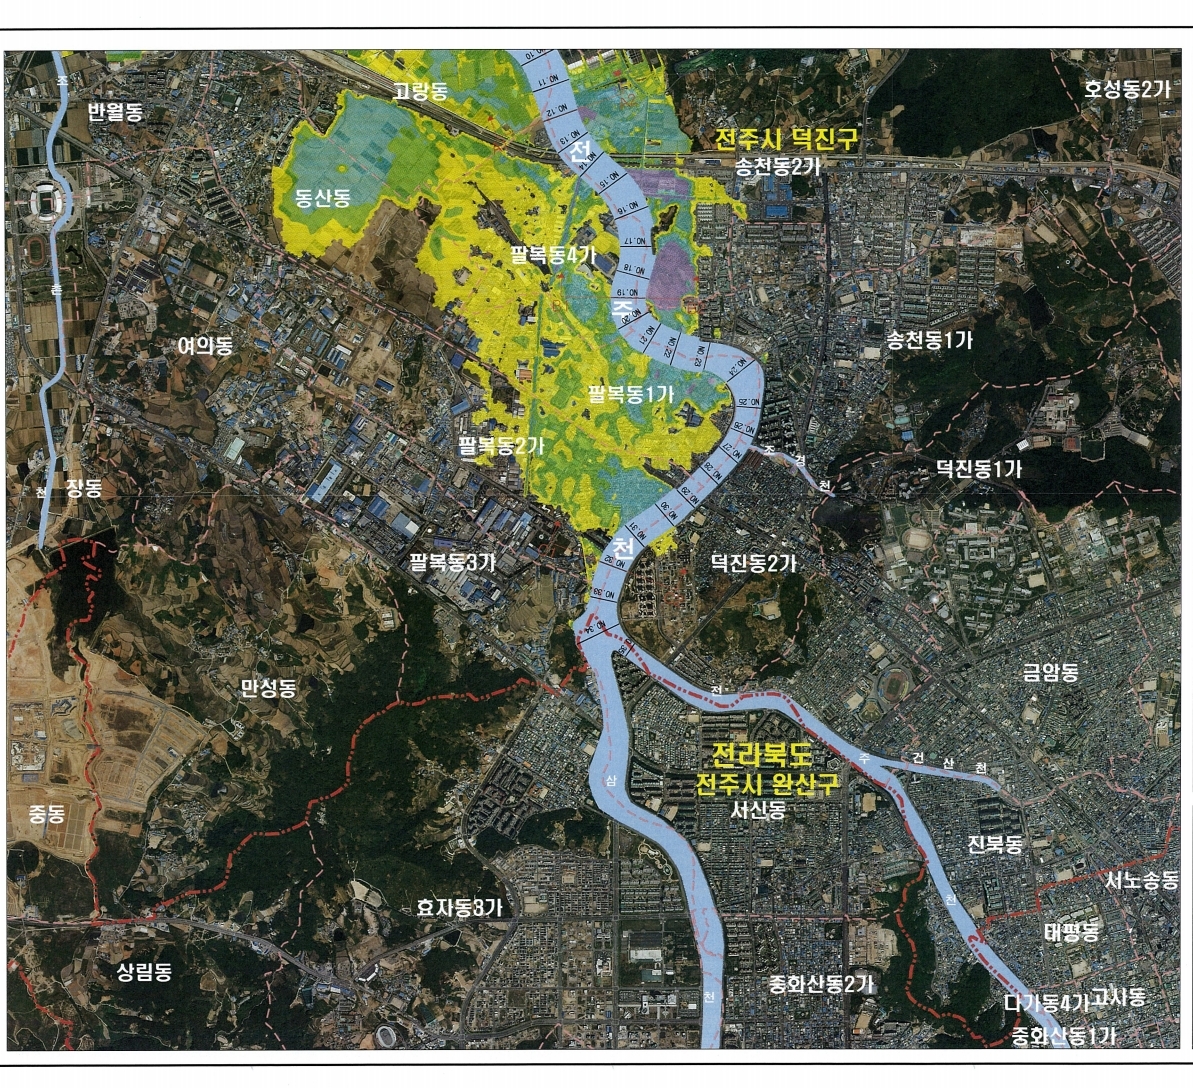 조
반월동
고랑동
호성동2가
NO.10
NO.11
NO.12
NO.13
전
NO.14
전주시 덕진구
송천동2가
NO.15
동산동
NO.16
NO.17
팔복동4가
NO.18
촌
NO.19
주
NO.20
NO.21
여의동
NO.22
NO.23
송천동1가
NO.24
팔복동1가
NO.25
NO.26
팔복동2가
NO.27
조
경
천
NO.28
덕진동1가
천
장동
NO.29
NO.30
NO.31
천
NO.32
팔복동3가
덕진동2가
NO.33
NO.34
만성동
금암동
전
전라북도
전주시 완산구
서신동
주
건
산
천
삼
중동
진북동
서노송동
효자동3가
천
태평동
상림동
중화산동2가
천
다가동4가
고사동
중화산동1가